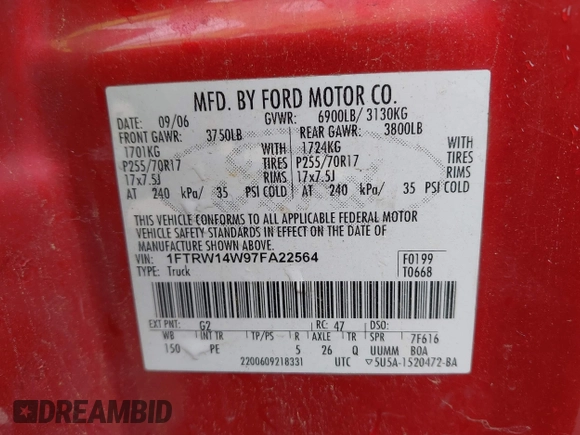 MFD. BY FORD MOTOR CO.
DATE: 09/06 GVWR: 6900LB/ 3130KG
FRONT GAWR: 3750LB REAR GAWR: 3800LB
1701KG WITH 1724KG WITH
P255/70R17 TIRES P255/70R17 TIRES
17x7.5J RIMS 17x7.5J RIMS
AT 240 kPa/ 35 PSI COLD AT 240 kPa/ 35 PSI COLD
THIS VEHICLE CONFORMS TO ALL APPLICABLE FEDERAL MOTOR
VEHICLE SAFETY STANDARDS IN EFFECT ON THE DATE OF
MANUFACTURE SHOWN ABOVE.
VIN: 1FTRW14W97FA22564 F0199
TYPE: Truck T0668
EXT PNT: G2 RC: 47 DSO:
WB INT TR TP/PS R AXLE TR SPR 7F616
150 PE 5 26 Q UUMM BOA
2200609218331 UTC ▽5U5A-1520472-BA
DREAMBID